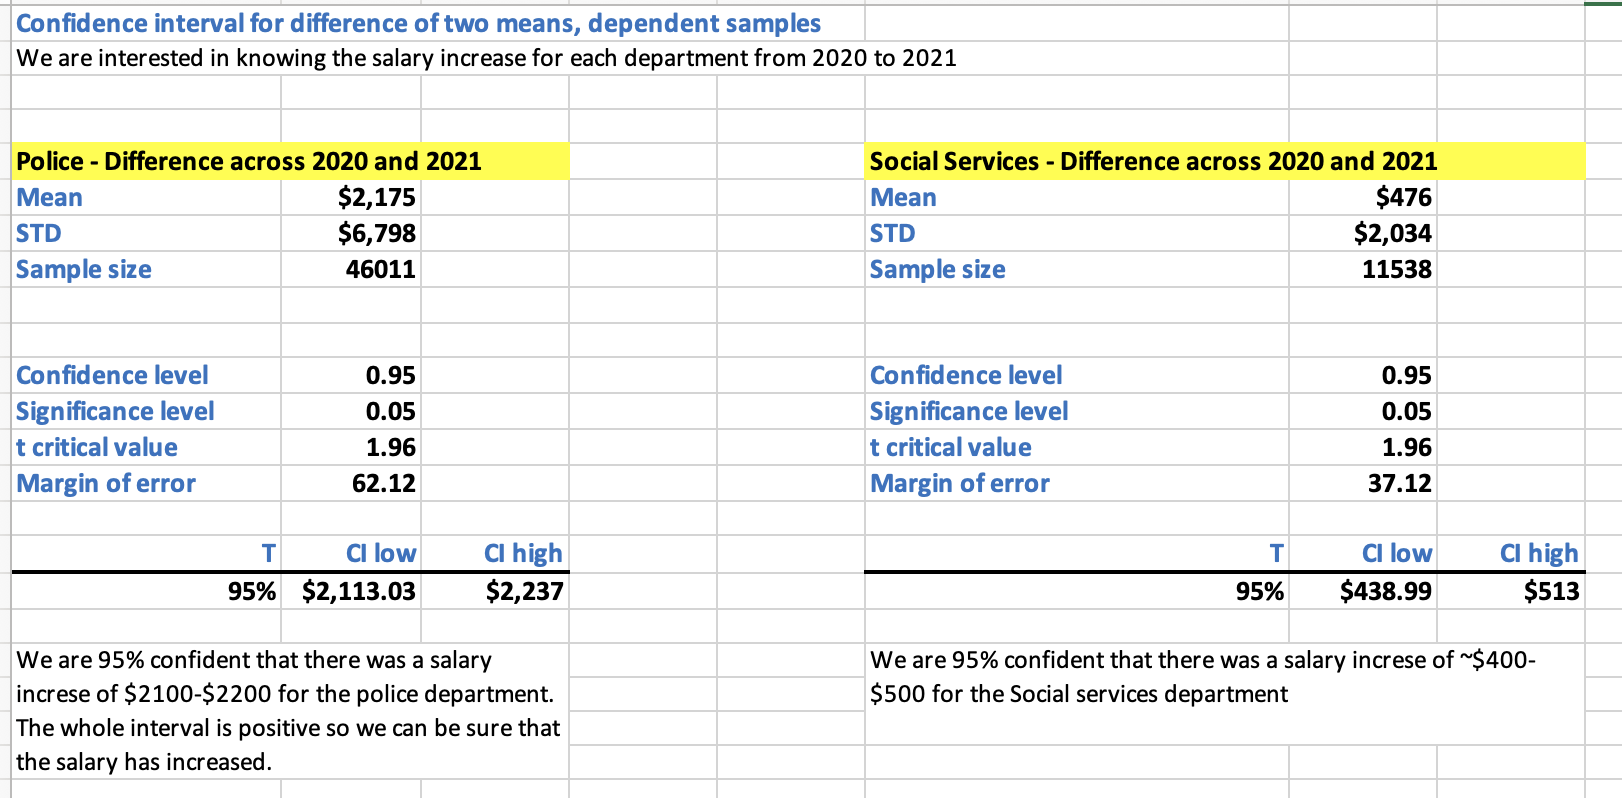 Confidence interval for difference of two means, dependent samples
We are interested in knowing the salary increase for each department from 2020 to 2021
Police - Difference across 2020 and 2021
Mean $2,175
STD $6,798
Sample size 46011
Confidence level 0.95
Significance level 0.05
t critical value 1.96
Margin of error 62.12
T CI low CI high
95% $2,113.03 $2,237
We are 95% confident that there was a salary
increse of $2100-$2200 for the police department.
The whole interval is positive so we can be sure that
the salary has increased.
Social Services - Difference across 2020 and 2021
Mean $476
STD $2,034
Sample size 11538
Confidence level 0.95
Significance level 0.05
t critical value 1.96
Margin of error 37.12
T CI low CI high
95% $438.99 $513
We are 95% confident that there was a salary increse of ~$400-
$500 for the Social services department